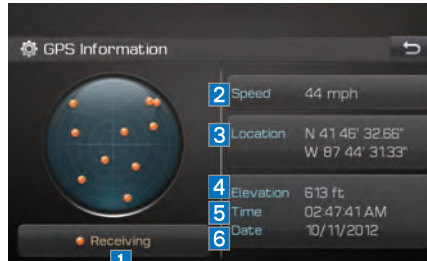 GPS Information
2 Speed 44 mph
3 Location N 41 46' 32.66"
W 87 44' 31.33"
4 Elevation 613 ft
5 Time 02:47:41 AM
6 Date 10/11/2012
Receiving
1